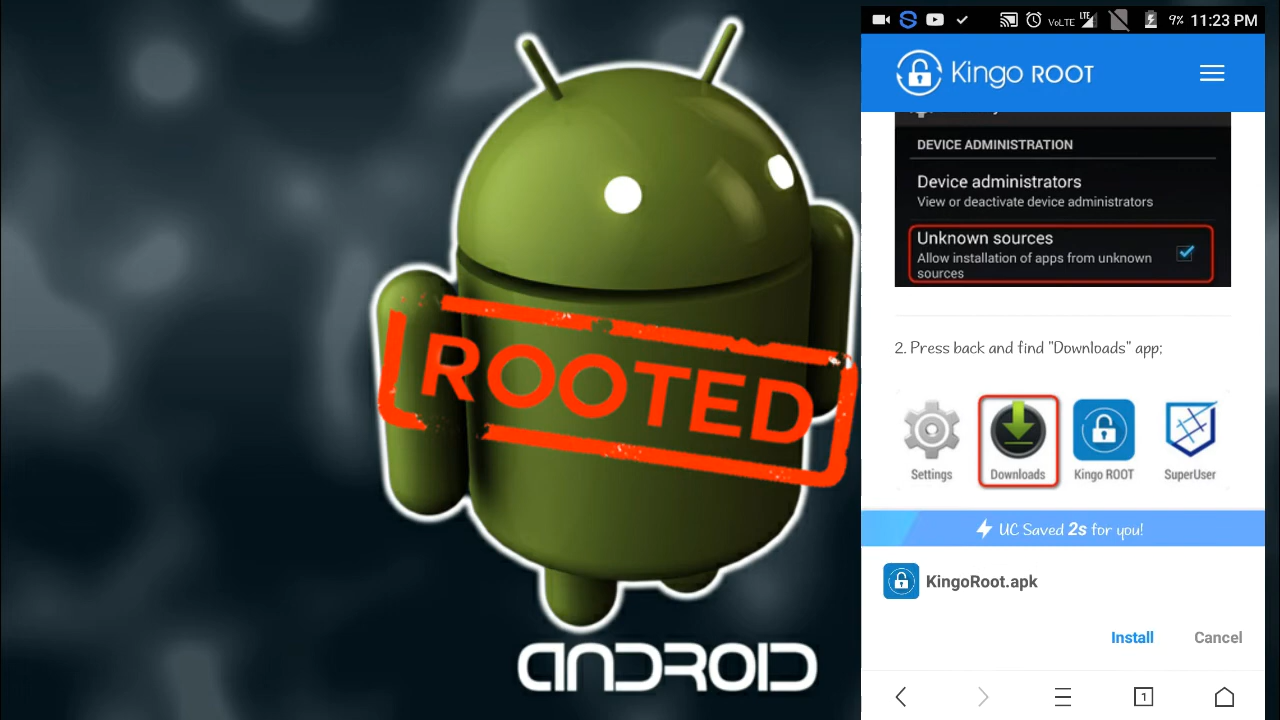 ROOTED
ANDROID
VoLTE LTE 9% 11:23 PM
Kingo ROOT
DEVICE ADMINISTRATION
Device administrators
View or deactivate device administrators
Unknown sources
Allow installation of apps from unknown
sources
2. Press back and find "Downloads" app;
Settings Downloads Kingo ROOT SuperUser
UC Saved 2s for you!
KingoRoot.apk
Install Cancel
1